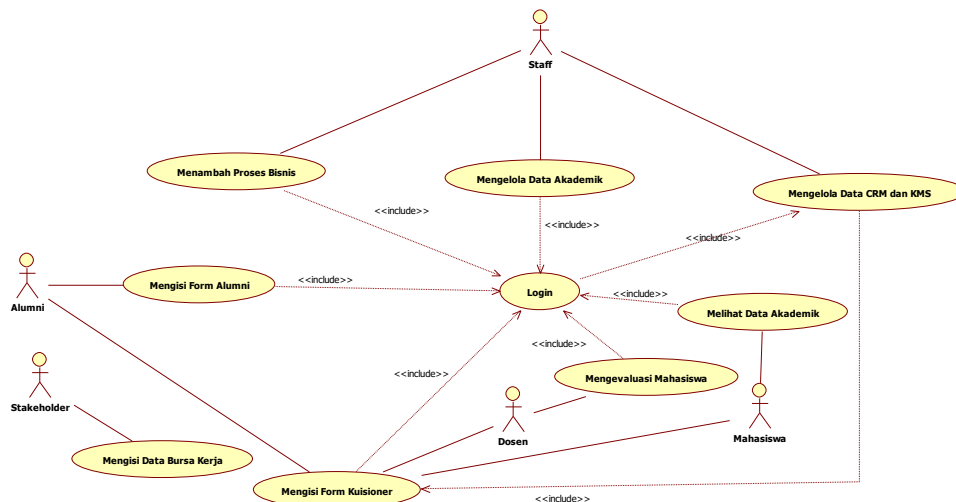 Staff
Menambah Proses Bisnis
Mengelola Data Akademik
Mengelola Data CRM dan KMS
<<include>>
<<include>>
<<include>>
Alumni
Mengisi Form Alumni
<<include>>
Login
<<include>>
Melihat Data Akademik
<<include>>
<<include>>
Mengevaluasi Mahasiswa
Stakeholder
Dosen
Mahasiswa
Mengisi Data Bursa Kerja
Mengisi Form Kuisioner
<<include>>